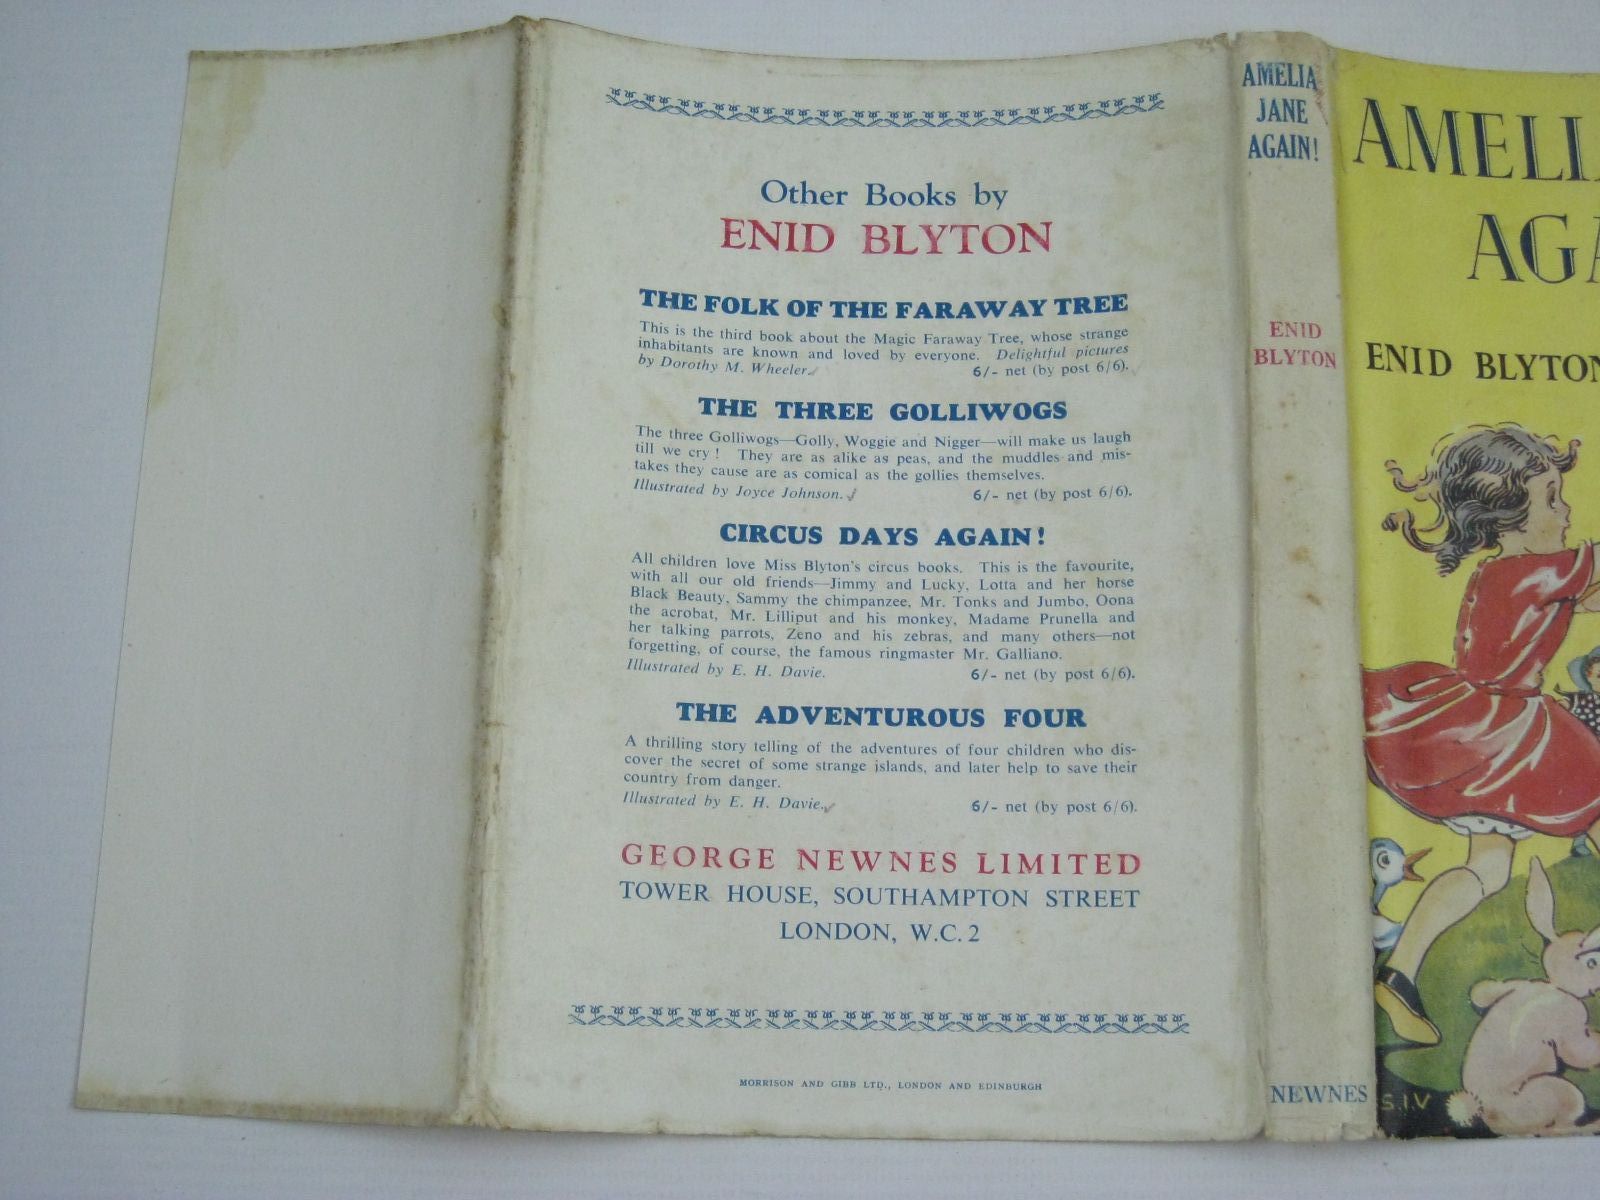 Other Books by
ENID BLYTON
THE FOLK OF THE FARAWAY TREE
This is the third book about the Magic Faraway Tree, whose strange
inhabitants are known and loved by everyone. Delightful pictures
by Dorothy M. Wheeler. 6/- net (by post 6/6).
THE THREE GOLLIWOGS
The three Golliwogs—Golly, Woggie and Nigger—will make us laugh
till we cry! They are as alike as peas, and the muddles and mis-
takes they cause are as comical as the gollies themselves.
Illustrated by Joyce Johnson. 6/- net (by post 6/6).
CIRCUS DAYS AGAIN!
All children love Miss Blyton's circus books. This is the favourite,
with all our old friends—Jimmy and Lucky, Lotta and her horse
Black Beauty, Sammy the chimpanzee, Mr. Tonks and Jumbo, Oona
the acrobat, Mr. Lilliput and his monkey, Madame Prunella and
her talking parrots, Zeno and his zebras, and many others—not
forgetting, of course, the famous ringmaster Mr. Galliano.
Illustrated by E. H. Davie. 6/- net (by post 6/6).
THE ADVENTUROUS FOUR
A thrilling story telling of the adventures of four children who dis-
cover the secret of some strange islands, and later help to save their
country from danger.
Illustrated by E. H. Davie. 6/- net (by post 6/6).
GEORGE NEWNES LIMITED
TOWER HOUSE, SOUTHAMPTON STREET
LONDON, W.C.2
MORRISON AND GIBB LTD., LONDON AND EDINBURGH
AMELIA
JANE
AGAIN!
ENID
BLYTON
NEWNES
AMELI
AGA
ENID BLYTON
S.I.V